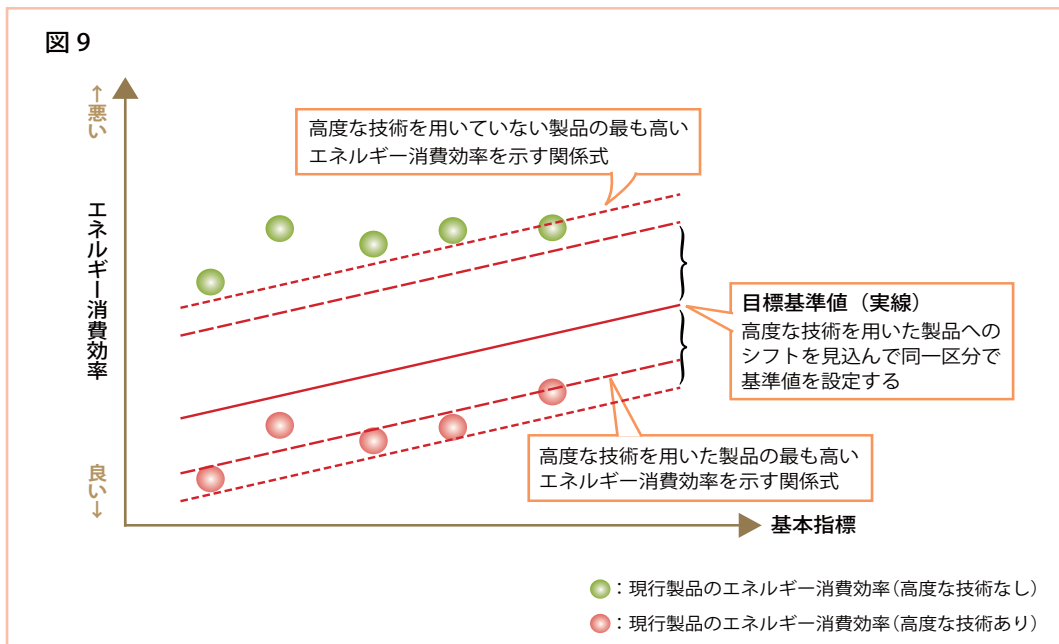 図 9
↑悪い
エネルギー消費効率
良い↓
高度な技術を用いていない製品の最も高い
エネルギー消費効率を示す関係式
目標基準値（実線）
高度な技術を用いた製品への
シフトを見込んで同一区分で
基準値を設定する
高度な技術を用いた製品の最も高い
エネルギー消費効率を示す関係式
基本指標
：現行製品のエネルギー消費効率（高度な技術なし）
：現行製品のエネルギー消費効率（高度な技術あり）